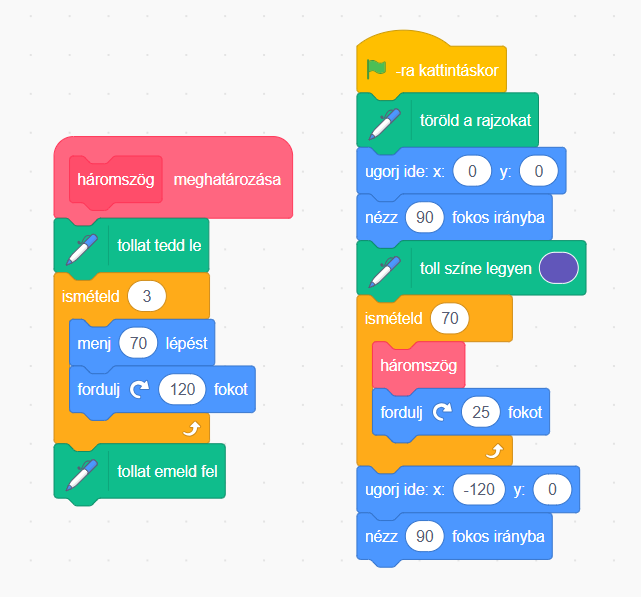 háromszög meghatározása
tollat tedd le
ismételd 3
menj 70 lépést
fordulj 120 fokot
tollat emeld fel
-ra kattintáskor
töröld a rajzokat
ugorj ide: x: 0 y: 0
nézz 90 fokos irányba
toll színe legyen
ismételd 70
háromszög
fordulj 25 fokot
ugorj ide: x: -120 y: 0
nézz 90 fokos irányba